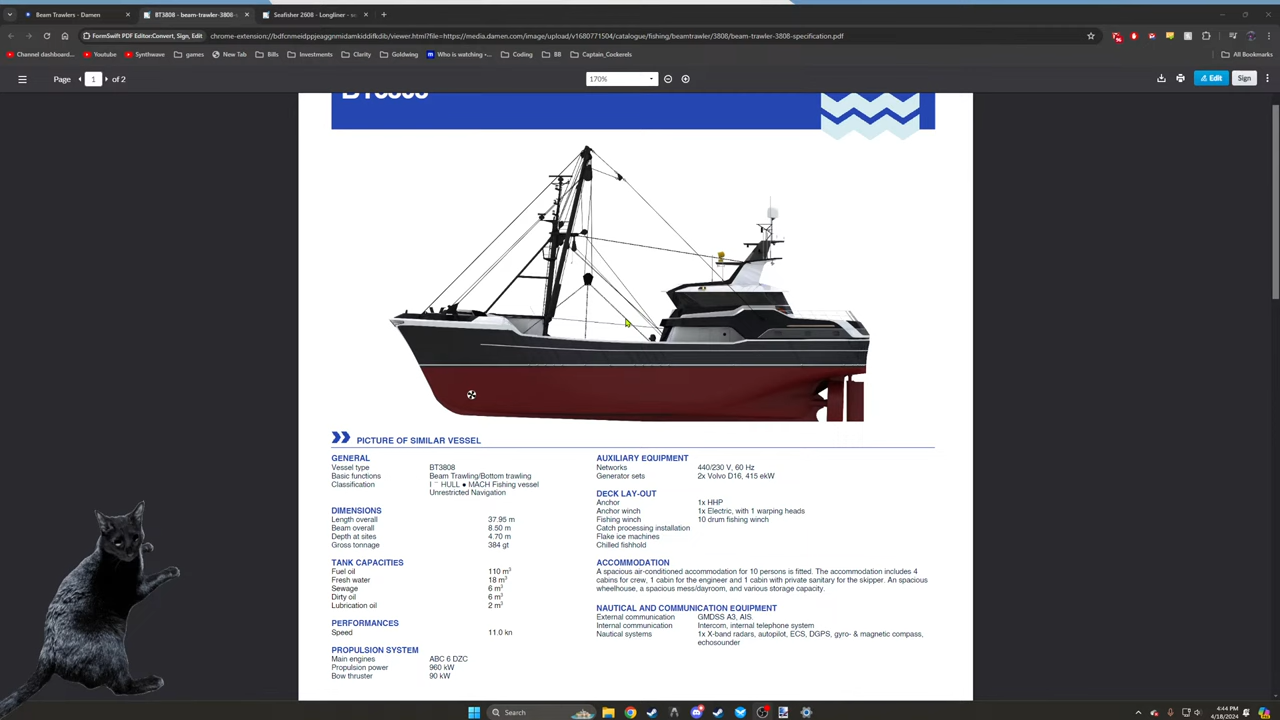 Beam Trawlers - Damen
BT3808 - beam-trawler-3808-
Seafisher 2608 - Longliner - s
FormSwift PDF Editor:Convert, Sign, Edit
chrome-extension://bdfcnmeidppjeaggnmidamkiddifkdib/viewer.html?file=https://media.damen.com/image/upload/v1680771504/catalogue/fishing/beamtrawler/3808/beam-trawler-3808-specification.pdf
Channel dashboard...
Youtube
Synthwave
games
New Tab
Bills
Investments
Clarity
Goldwing
Who is watching •...
Coding
BB
Captain_Cockerels
All Bookmarks
Page
1
of 2
170%
Edit
Sign
PICTURE OF SIMILAR VESSEL
GENERAL
Vessel type BT3808
Basic functions Beam Trawling/Bottom trawling
Classification I HULL ● MACH Fishing vessel
Unrestricted Navigation
DIMENSIONS
Length overall 37.95 m
Beam overall 8.50 m
Depth at sites 4.70 m
Gross tonnage 384 gt
TANK CAPACITIES
Fuel oil 110 m³
Fresh water 18 m³
Sewage 6 m³
Dirty oil 6 m³
Lubrication oil 2 m³
PERFORMANCES
Speed 11.0 kn
PROPULSION SYSTEM
Main engines ABC 6 DZC
Propulsion power 960 kW
Bow thruster 90 kW
AUXILIARY EQUIPMENT
Networks 440/230 V, 60 Hz
Generator sets 2x Volvo D16, 415 ekW
DECK LAY-OUT
Anchor 1x HHP
Anchor winch 1x Electric, with 1 warping heads
Fishing winch 10 drum fishing winch
Catch processing installation
Flake ice machines
Chilled fishhold
ACCOMMODATION
A spacious air-conditioned accommodation for 10 persons is fitted. The accommodation includes 4
cabins for crew, 1 cabin for the engineer and 1 cabin with private sanitary for the skipper. An spacious
wheelhouse, a spacious mess/dayroom, and various storage capacity.
NAUTICAL AND COMMUNICATION EQUIPMENT
External communication GMDSS A3, AIS.
Internal communication Intercom, internal telephone system
Nautical systems 1x X-band radars, autopilot, ECS, DGPS, gyro- & magnetic compass,
echosounder
Search
4:44 PM
4/18/2024